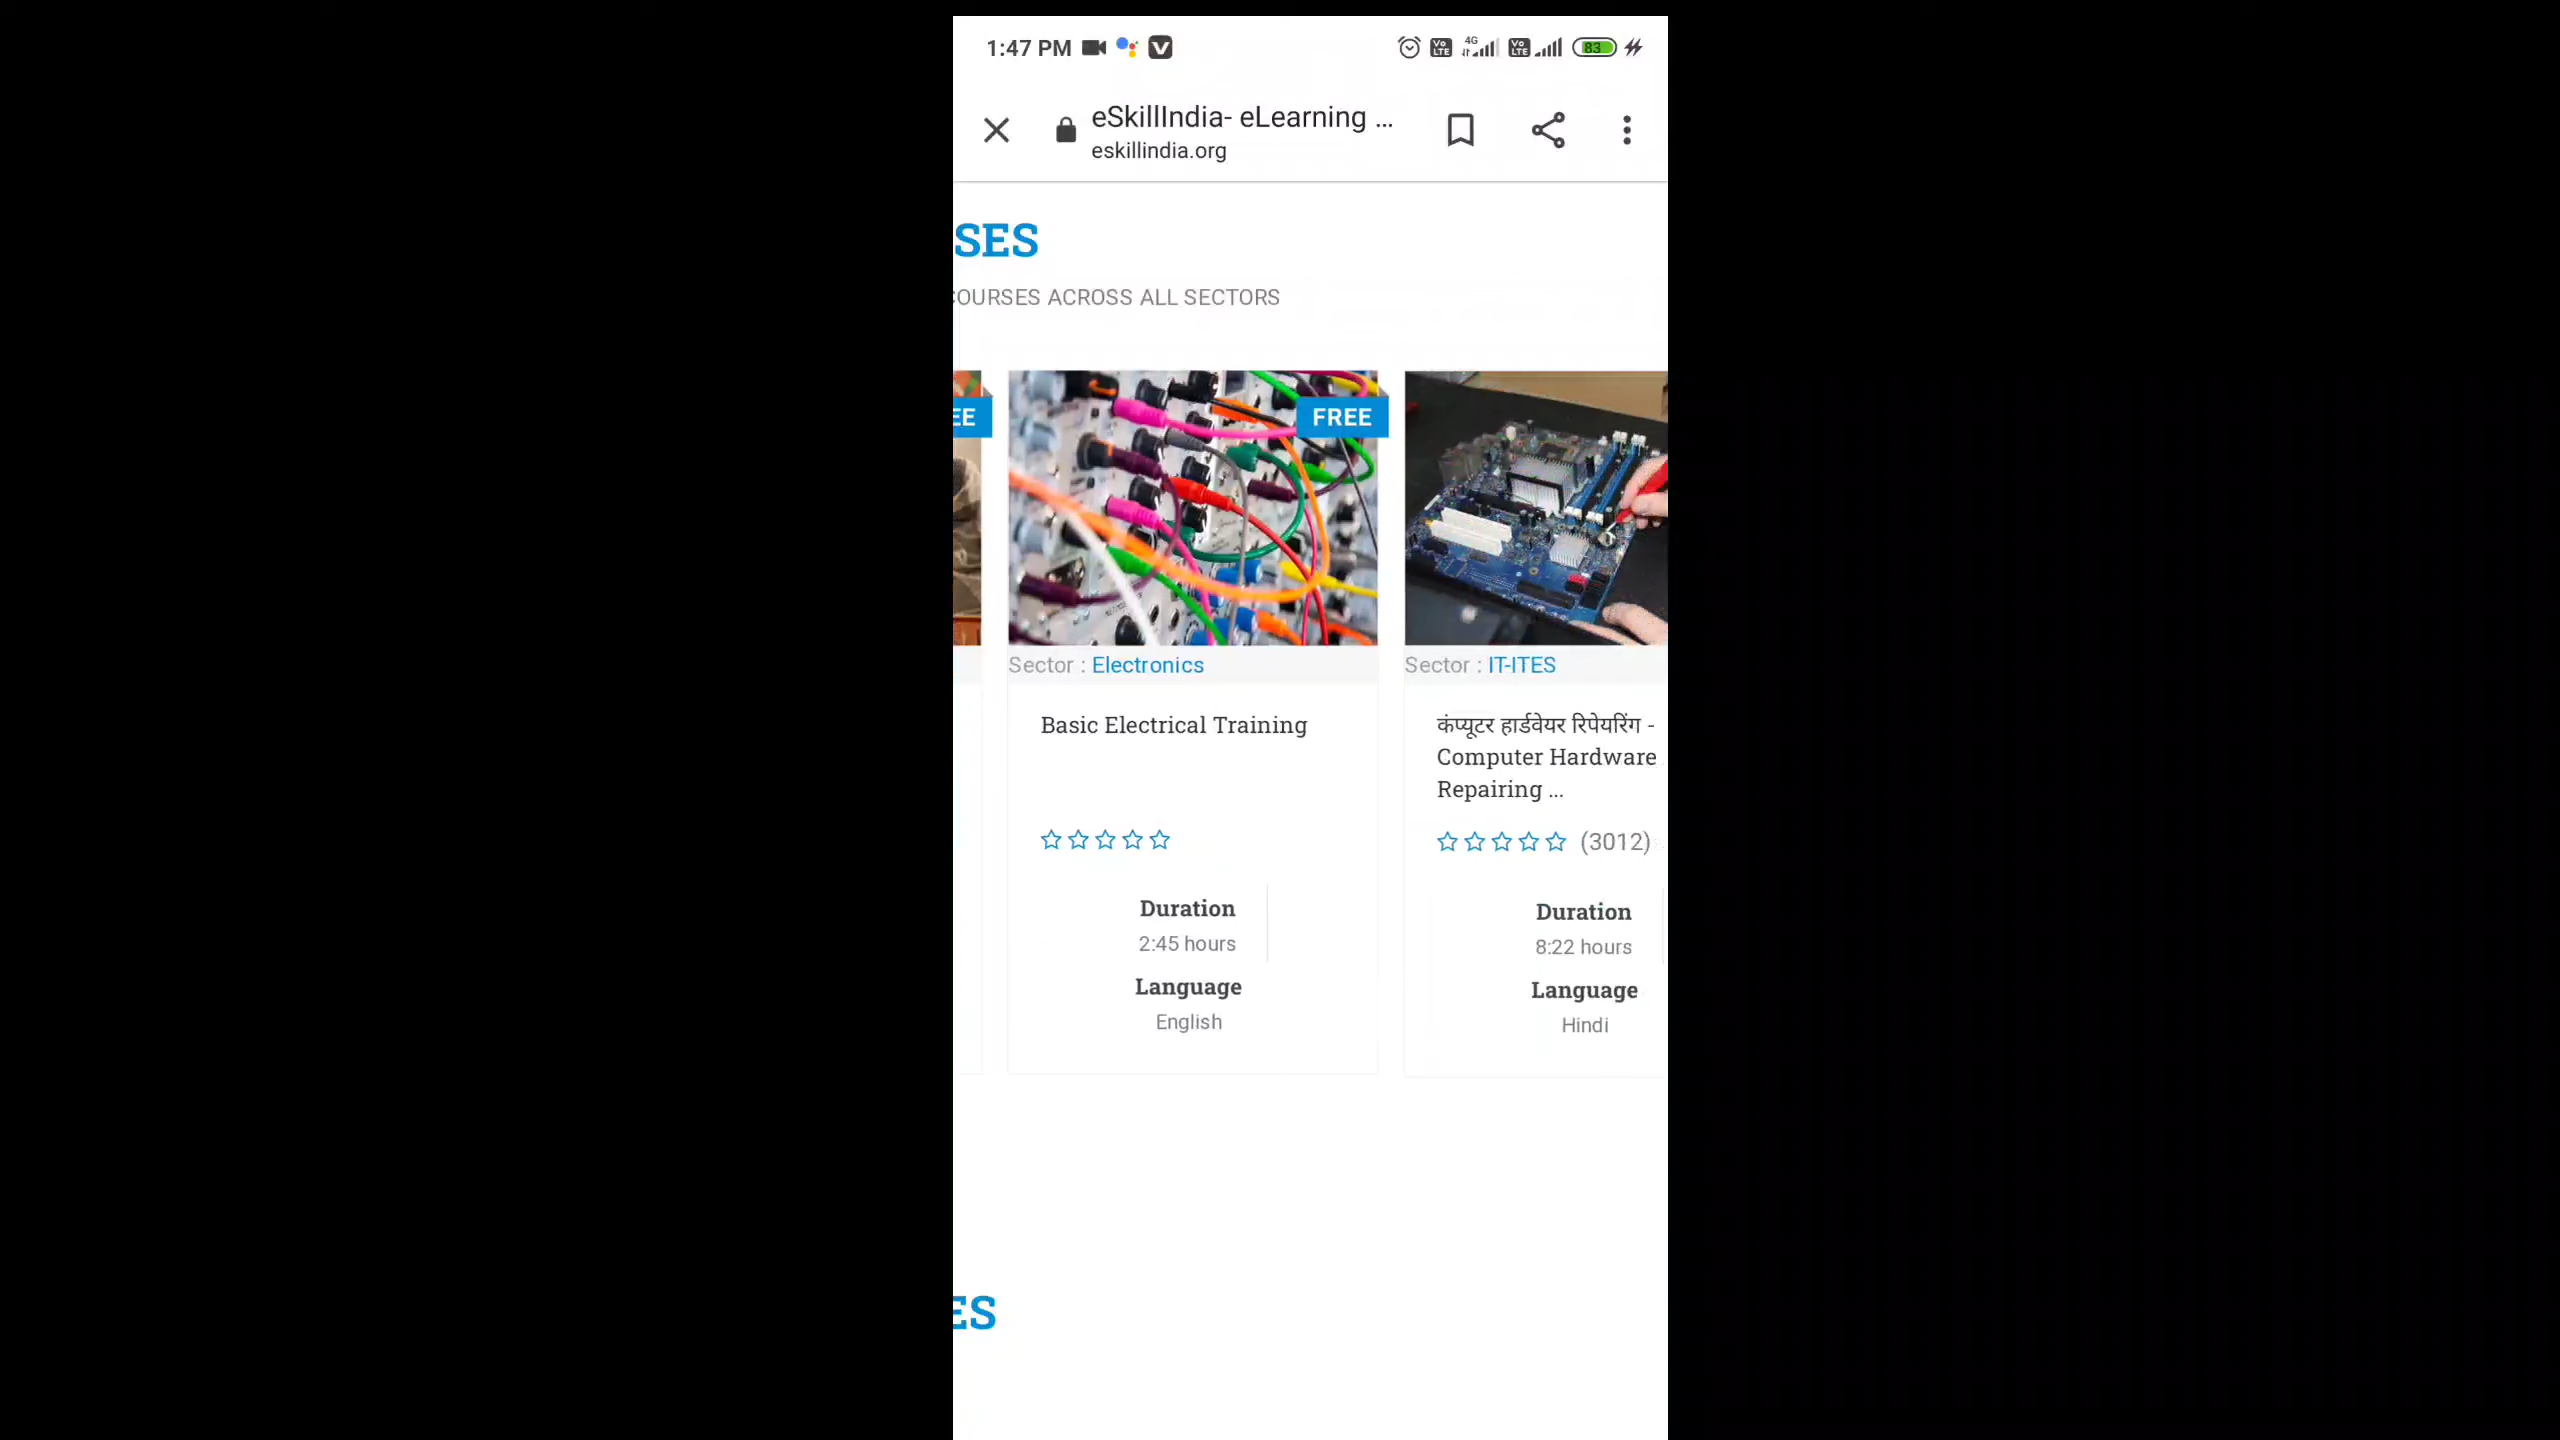 1:47 PM
4G
83
eSkillIndia- eLearning ...
eskillindia.org
SES
OURSES ACROSS ALL SECTORS
EE
FREE
Sector : Electronics
Basic Electrical Training
Duration
2:45 hours
Language
English
Sector : IT-ITES
कंप्यूटर हार्डवेयर रिपेयरिंग -
Computer Hardware
Repairing ...
(3012)
Duration
8:22 hours
Language
Hindi
ES